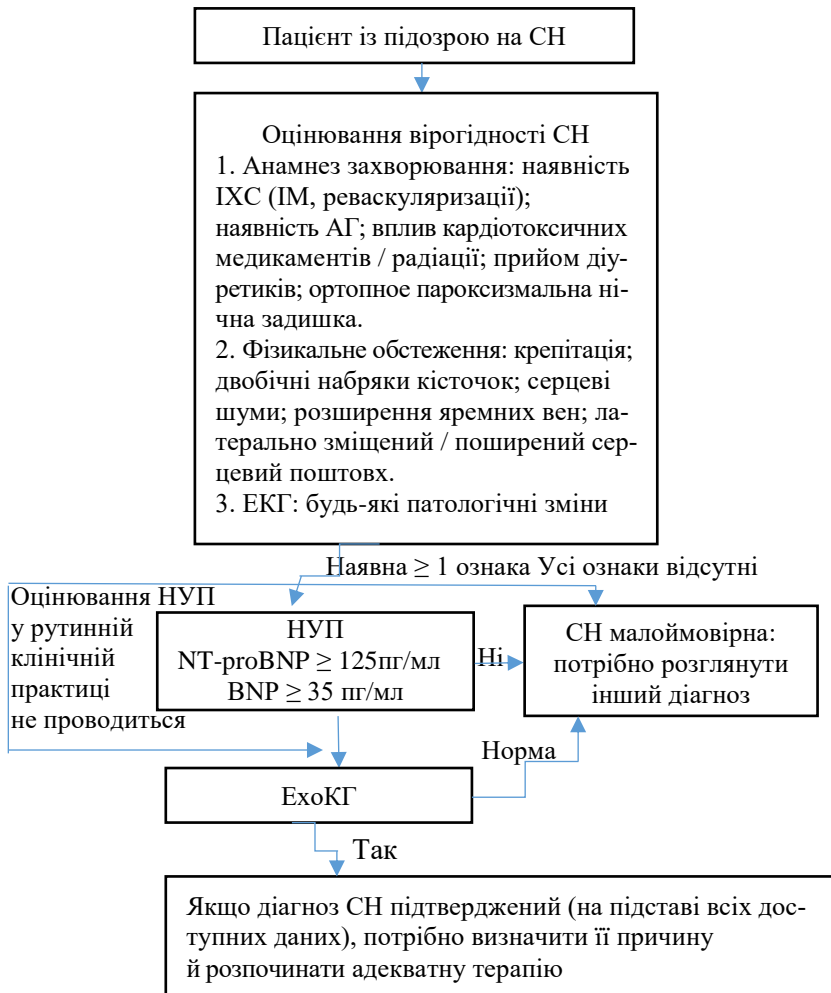 Пацієнт із підозрою на СН
Оцінювання вірогідності СН
1. Анамнез захворювання: наявність
ІХС (ІМ, реваскуляризації);
наявність АГ; вплив кардіотоксичних
медикаментів / радіації; прийом діу-
ретиків; ортопное пароксизмальна ні-
чна задишка.
2. Фізикальне обстеження: крепітація;
двобічні набряки кісточок; серцеві
шуми; розширення яремних вен; ла-
терально зміщений / поширений сер-
цевий поштовх.
3. ЕКГ: будь-які патологічні зміни
Наявна ≥ 1 ознака Усі ознаки відсутні
Оцінювання НУП
у рутинній
клінічній
практиці
не проводиться
НУП
NT-proBNP ≥ 125пг/мл
BNP ≥ 35 пг/мл
Ні
СН малоймовірна:
потрібно розглянути
інший діагноз
Норма
ЕхоКГ
Так
Якщо діагноз СН підтверджений (на підставі всіх дос-
тупних даних), потрібно визначити її причину
й розпочинати адекватну терапію